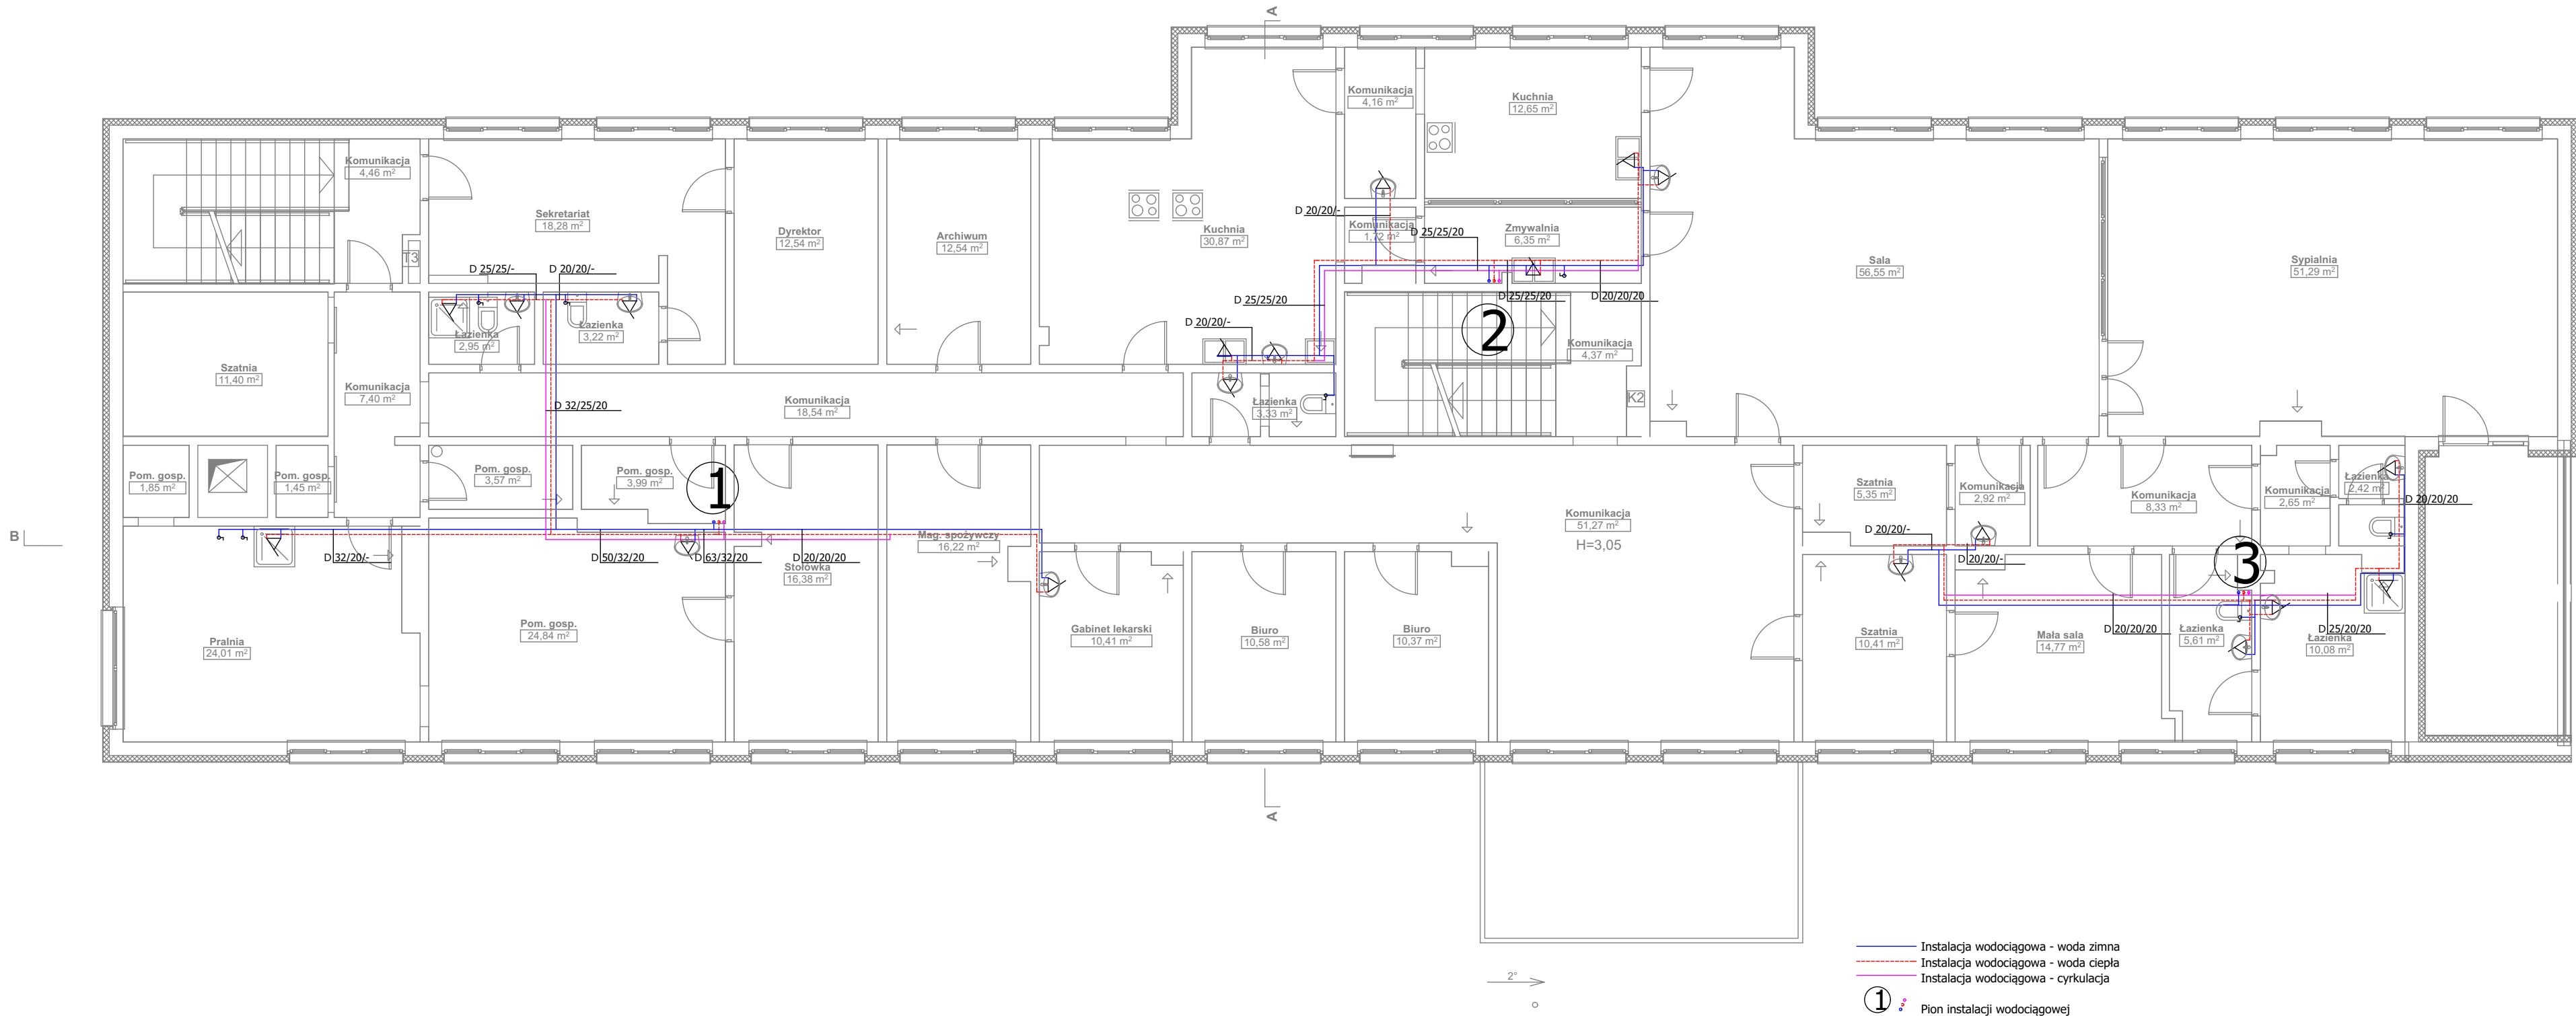 A
Komunikacja
4,16 m²
Kuchnia
12,65 m²
Komunikacja
4,46 m²
Sekretariat
18,28 m²
Dyrektor
12,54 m²
Archiwum
12,54 m²
Kuchnia
30,87 m²
D 20/20/-
Komunikacja
1,72 m²
D 25/25/20
Zmywalnia
6,35 m²
Sala
56,55 m²
Sypialnia
51,29 m²
T3
D 25/25/-
D 20/20/-
D 25/25/20
D 25/25/20
D 20/20/20
D 20/20/-
2
Łazienka
2,95 m²
Łazienka
3,22 m²
Komunikacja
4,37 m²
Szatnia
11,40 m²
Komunikacja
7,40 m²
D 32/25/20
Komunikacja
18,54 m²
Łazienka
3,33 m²
K2
Pom. gosp.
1,85 m²
Pom. gosp.
1,45 m²
Pom. gosp.
3,57 m²
Pom. gosp.
3,99 m²
1
Szatnia
5,35 m²
Komunikacja
2,92 m²
Komunikacja
8,33 m²
Komunikacja
2,65 m²
Łazienka
2,42 m²
D 20/20/20
Komunikacja
51,27 m²
H=3,05
B
D 32/20/-
D 50/32/20
D 63/32/20
D 20/20/20
Stołówka
16,38 m²
Mag. spożywczy
16,22 m²
D 20/20/-
D 20/20/-
3
Pralnia
24,01 m²
Pom. gosp.
24,84 m²
Gabinet lekarski
10,41 m²
Biuro
10,58 m²
Biuro
10,37 m²
Szatnia
10,41 m²
Mała sala
14,77 m²
D 20/20/20
Łazienka
5,61 m²
D 25/20/20
Łazienka
10,08 m²
A
2°
Instalacja wodociągowa - woda zimna
Instalacja wodociągowa - woda ciepła
Instalacja wodociągowa - cyrkulacja
1 Pion instalacji wodociągowej